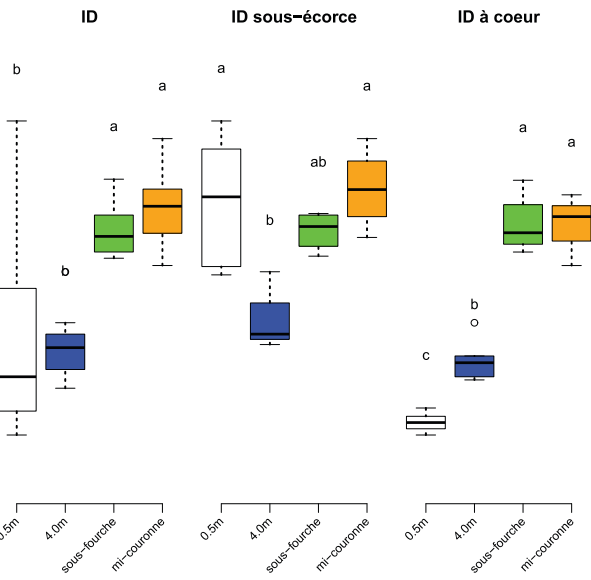 ID ID sous−écorce ID à coeur
b a a a
a b ab a
b c b a a
0.5m 4.0m sous−fourche mi−couronne
0.5m 4.0m sous−fourche mi−couronne
0.5m 4.0m sous−fourche mi−couronne